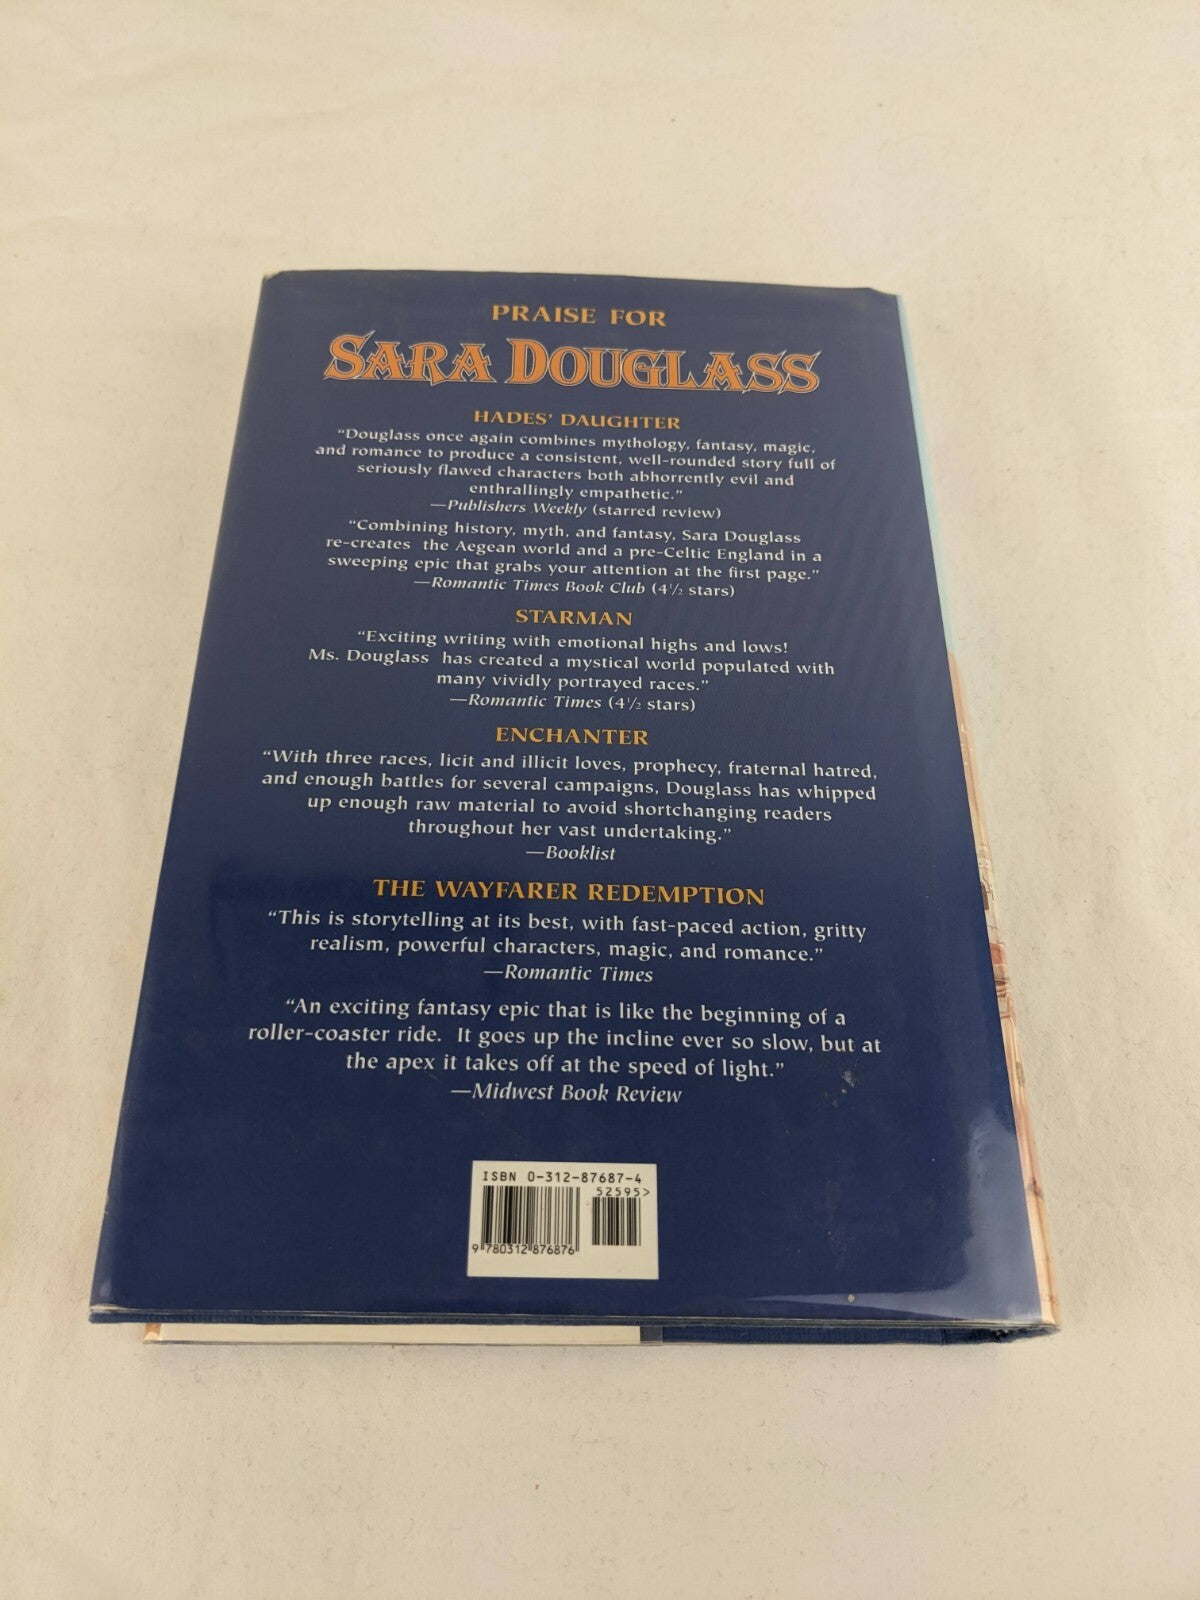 PRAISE FOR
SARA DOUGLASS
HADES' DAUGHTER
“Douglass once again combines mythology, fantasy, magic,
and romance to produce a consistent, well-rounded story full of
seriously flawed characters both abhorrently evil and
enthrallingly empathetic.”
—Publishers Weekly (starred review)
“Combining history, myth, and fantasy, Sara Douglass
re-creates the Aegean world and a pre-Celtic England in a
sweeping epic that grabs your attention at the first page.”
—Romantic Times Book Club (4½ stars)
STARMAN
“Exciting writing with emotional highs and lows!
Ms. Douglass has created a mystical world populated with
many vividly portrayed races.”
—Romantic Times (4½ stars)
ENCHANTER
“With three races, licit and illicit loves, prophecy, fraternal hatred,
and enough battles for several campaigns, Douglass has whipped
up enough raw material to avoid shortchanging readers
throughout her vast undertaking.”
—Booklist
THE WAYFARER REDEMPTION
“This is storytelling at its best, with fast-paced action, gritty
realism, powerful characters, magic, and romance.”
—Romantic Times
“An exciting fantasy epic that is like the beginning of a
roller-coaster ride. It goes up the incline ever so slow, but at
the apex it takes off at the speed of light.”
—Midwest Book Review
ISBN 0-312-87687-4
52595>
9 780312 876876